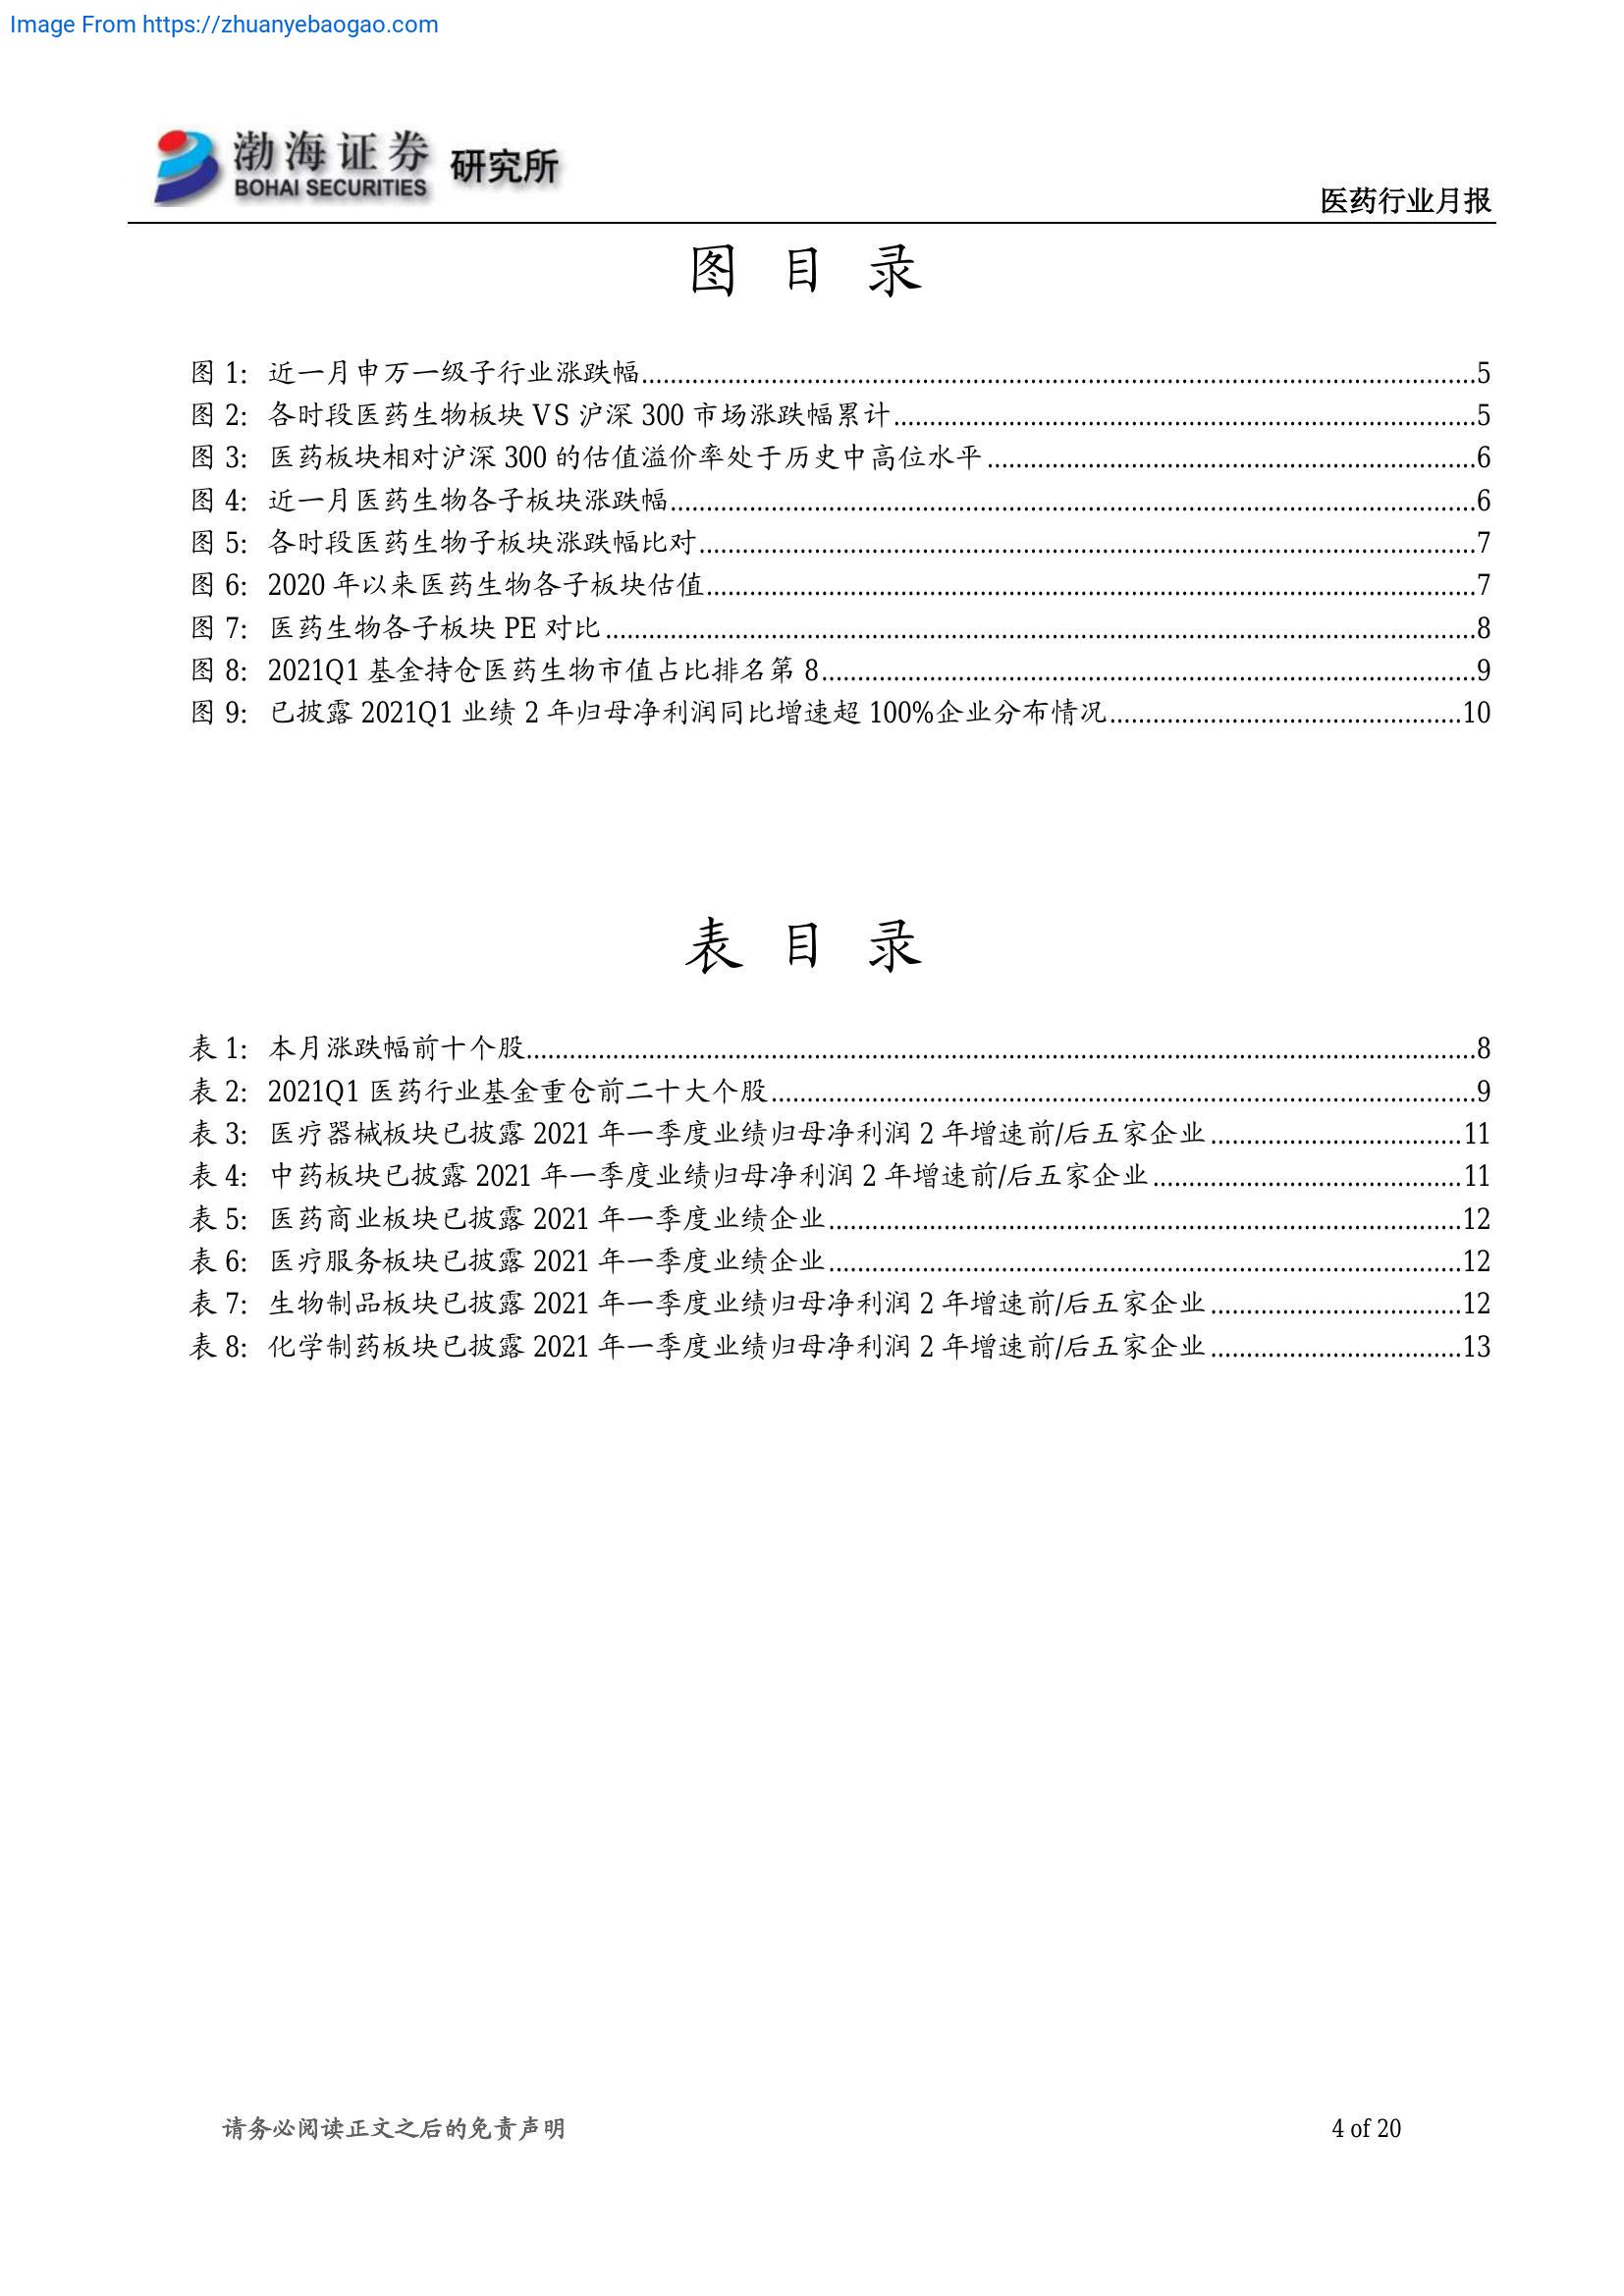 Image From https://zhuanyebaogao.com
渤海证券 研究所
BOHAI SECURITIES
医药行业月报
图 目 录
图 1: 近一月申万一级子行业涨跌幅.....5
图 2: 各时段医药生物板块 VS 沪深 300 市场涨跌幅累计.....5
图 3: 医药板块相对沪深 300 的估值溢价率处于历史中高位水平.....6
图 4: 近一月医药生物各子板块涨跌幅.....6
图 5: 各时段医药生物子板块涨跌幅比对.....7
图 6: 2020 年以来医药生物各子板块估值.....7
图 7: 医药生物各子板块 PE 对比.....8
图 8: 2021Q1 基金持仓医药生物市值占比排名第 8.....9
图 9: 已披露 2021Q1 业绩 2 年归母净利润同比增速超 100%企业分布情况.....10
表 目 录
表 1: 本月涨跌幅前十个股.....8
表 2: 2021Q1 医药行业基金重仓前二十大个股.....9
表 3: 医疗器械板块已披露 2021 年一季度业绩归母净利润 2 年增速前/后五家企业.....11
表 4: 中药板块已披露 2021 年一季度业绩归母净利润 2 年增速前/后五家企业.....11
表 5: 医药商业板块已披露 2021 年一季度业绩企业.....12
表 6: 医疗服务板块已披露 2021 年一季度业绩企业.....12
表 7: 生物制品板块已披露 2021 年一季度业绩归母净利润 2 年增速前/后五家企业.....12
表 8: 化学制药板块已披露 2021 年一季度业绩归母净利润 2 年增速前/后五家企业.....13
请务必阅读正文之后的免责声明
4 of 20